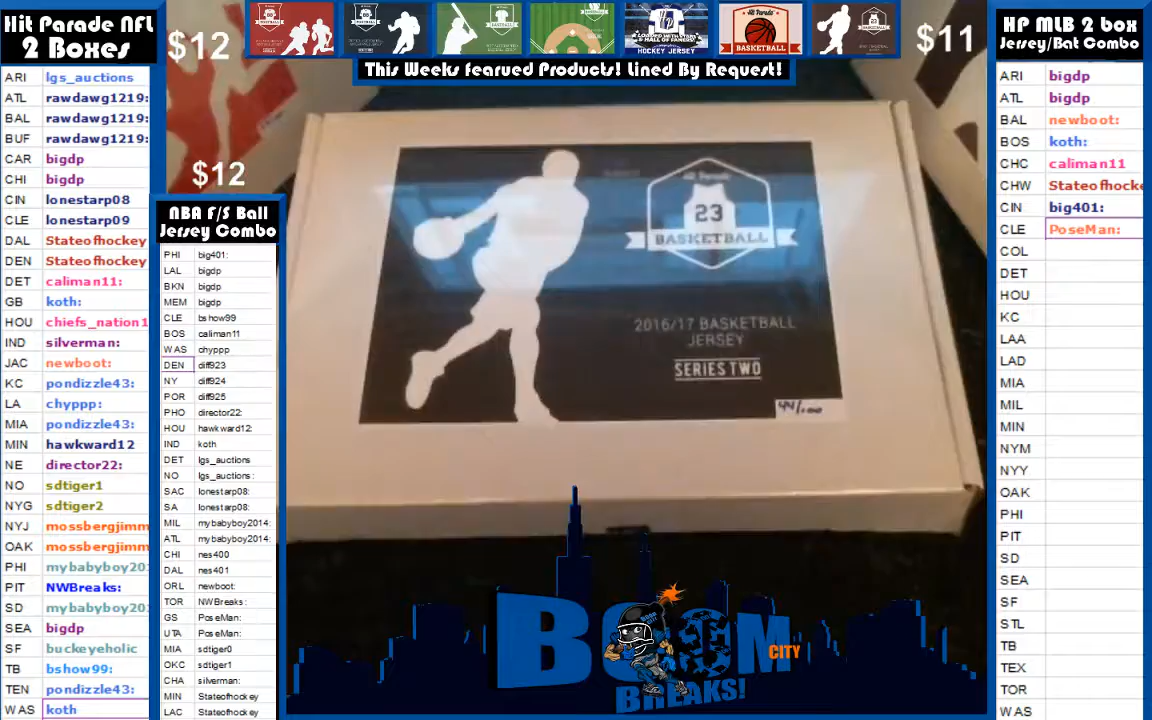 Hit Parade NFL
2 Boxes
ARI lgs_auctions
ATL rawdawg1219:
BAL rawdawg1219:
BUF rawdawg1219:
CAR bigdp
CHI bigdp
CIN lonestarp08
CLE lonestarp09
DAL Stateofhockey
DEN Stateofhockey
DET caliman11:
GB koth:
HOU chiefs_nation1
IND silverman:
JAC newboot:
KC pondizzle43:
LA chyppp:
MIA pondizzle43:
MIN hawkward12
NE director22:
NO sdtiger1
NYG sdtiger2
NYJ mossbergjimm
OAK mossbergjimm
PHI mybabyboy20
PIT NWBreaks:
SD mybabyboy20
SEA bigdp
SF buckeyeholic
TB bshow99:
TEN pondizzle43:
WAS koth
$12
$12
NBA F/S Ball
Jersey Combo
PHI big401:
LAL bigdp
BKN bigdp
MEM bigdp
CLE bshow99
BOS caliman11
WAS chyppp
DEN diff923
NY diff924
POR diff925
PHO director22:
HOU hawkward12:
IND koth
DET lgs_auctions
NO lgs_auctions:
SAC lonestarp08:
SA lonestarp08:
MIL mybabyboy2014:
ATL mybabyboy2014:
CHI nes400
DAL nes401
ORL newboot:
TOR NWBreaks:
GS PoseMan:
UTA PoseMan:
MIA sdtiger0
OKC sdtiger1
CHA silverman:
MIN Stateofhockey
LAC Stateofhockey
HOCKEY JERSEY
BASKETBALL
This Weeks fearued Products! Lined By Request!
Hit Parade
23
BASKETBALL
2016/17 BASKETBALL
JERSEY
SERIES TWO
BOOM
CITY
BREAKS!
$11
HP MLB 2 box
Jersey/Bat Combo
ARI bigdp
ATL bigdp
BAL newboot:
BOS koth:
CHC caliman11
CHW Stateofhocke
CIN big401:
CLE PoseMan:
COL
DET
HOU
KC
LAA
LAD
MIA
MIL
MIN
NYM
NYY
OAK
PHI
PIT
SD
SEA
SF
STL
TB
TEX
TOR
WAS